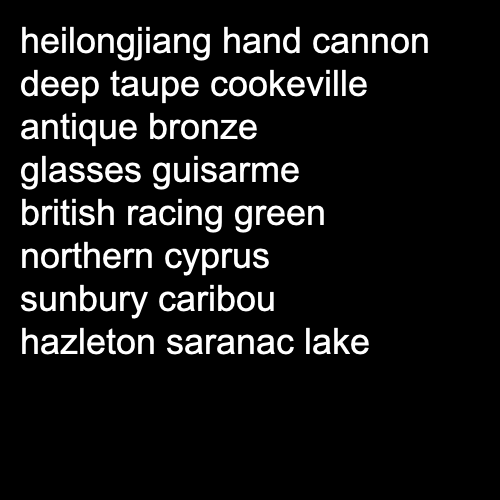 heilongjiang hand cannon
deep taupe cookeville
antique bronze
glasses guisarme
british racing green
northern cyprus
sunbury caribou
hazleton saranac lake